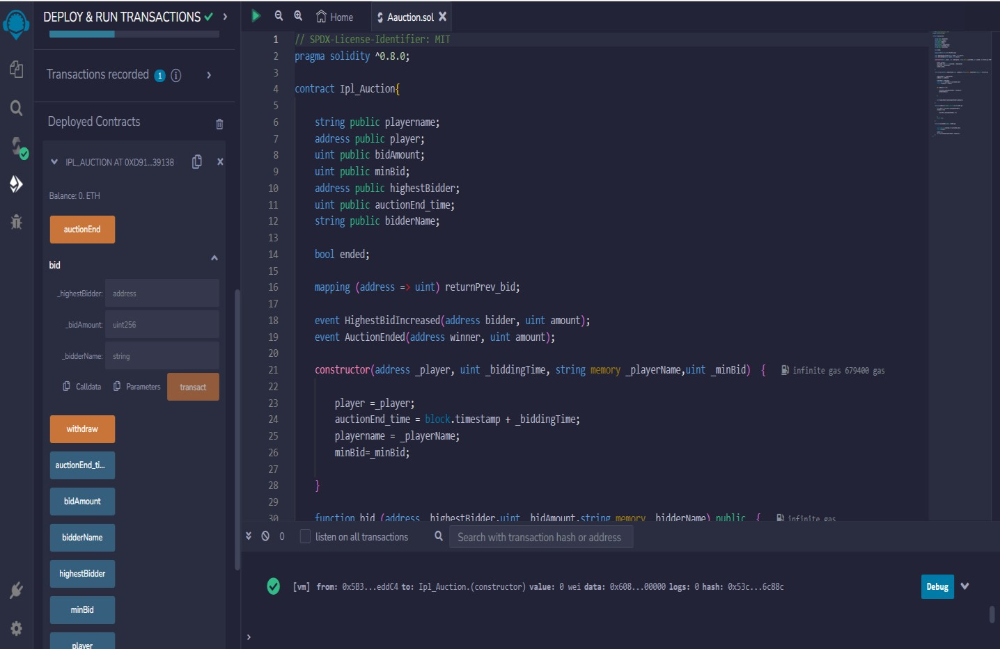 DEPLOY & RUN TRANSACTIONS
Transactions recorded 1
Deployed Contracts
IPL_AUCTION AT 0XD91...39138
Balance: 0. ETH
auctionEnd
bid
_highestBidder: address
_bidAmount: uint256
_bidderName: string
Calldata Parameters transact
withdraw
auctionEnd_ti...
bidAmount
bidderName
highestBidder
minBid
player
Home Aauction.sol
1 // SPDX-License-Identifier: MIT
2 pragma solidity ^0.8.0;
3
4 contract Ipl_Auction{
5
6 string public playername;
7 address public player;
8 uint public bidAmount;
9 uint public minBid;
10 address public highestBidder;
11 uint public auctionEnd_time;
12 string public bidderName;
13
14 bool ended;
15
16 mapping (address => uint) returnPrev_bid;
17
18 event HighestBidIncreased(address bidder, uint amount);
19 event AuctionEnded(address winner, uint amount);
20
21 constructor(address _player, uint _biddingTime, string memory _playerName,uint _minBid) { infinite gas 679400 gas
22
23 player =_player;
24 auctionEnd_time = block.timestamp + _biddingTime;
25 playername = _playerName;
26 minBid=_minBid;
27
28 }
29
30 function bid (address _highestBidder,uint _bidAmount,string memory _bidderName) public { infinite gas
0 listen on all transactions Search with transaction hash or address
[vm] from: 0x5B3...eddC4 to: Ipl_Auction.(constructor) value: 0 wei data: 0x608...00000 logs: 0 hash: 0x53c...6c88c Debug
>